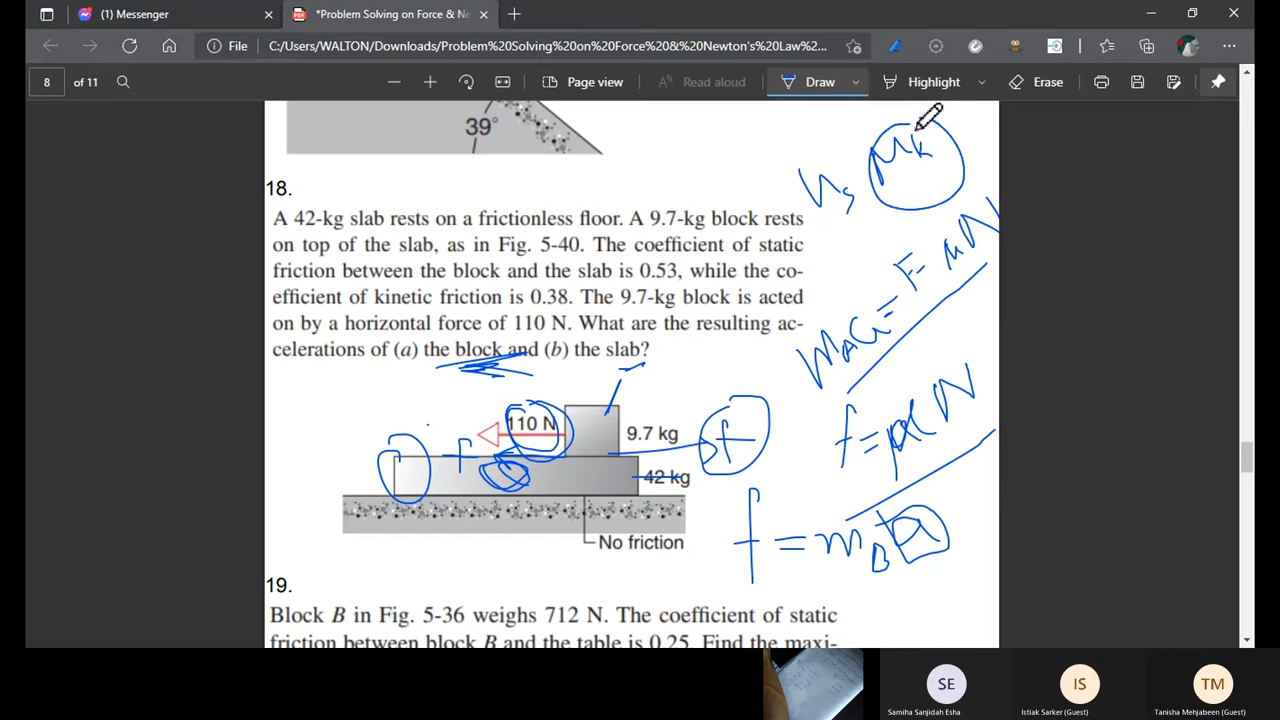 (1) Messenger
*Problem Solving on Force & Ne
File
C:/Users/WALTON/Downloads/Problem%20Solving%20on%20Force%20&%20Newton's%20Law%20...
8 of 11
Page view
Read aloud
Draw
Highlight
Erase
39°
μK
μs
18.
A 42-kg slab rests on a frictionless floor. A 9.7-kg block rests
on top of the slab, as in Fig. 5-40. The coefficient of static
friction between the block and the slab is 0.53, while the co-
efficient of kinetic friction is 0.38. The 9.7-kg block is acted
on by a horizontal force of 110 N. What are the resulting ac-
celerations of (a) the block and (b) the slab?
mAa = F - μN
110 N
9.7 kg
f
f
f = μN
42 kg
f = mB a
No friction
19.
Block B in Fig. 5-36 weighs 712 N. The coefficient of static
friction between block B and the table is 0.25. Find the maxi-
SE
IS
TM
Samiha Sanjidah Esha
Istiak Sarker (Guest)
Tanisha Mehjabeen (Guest)